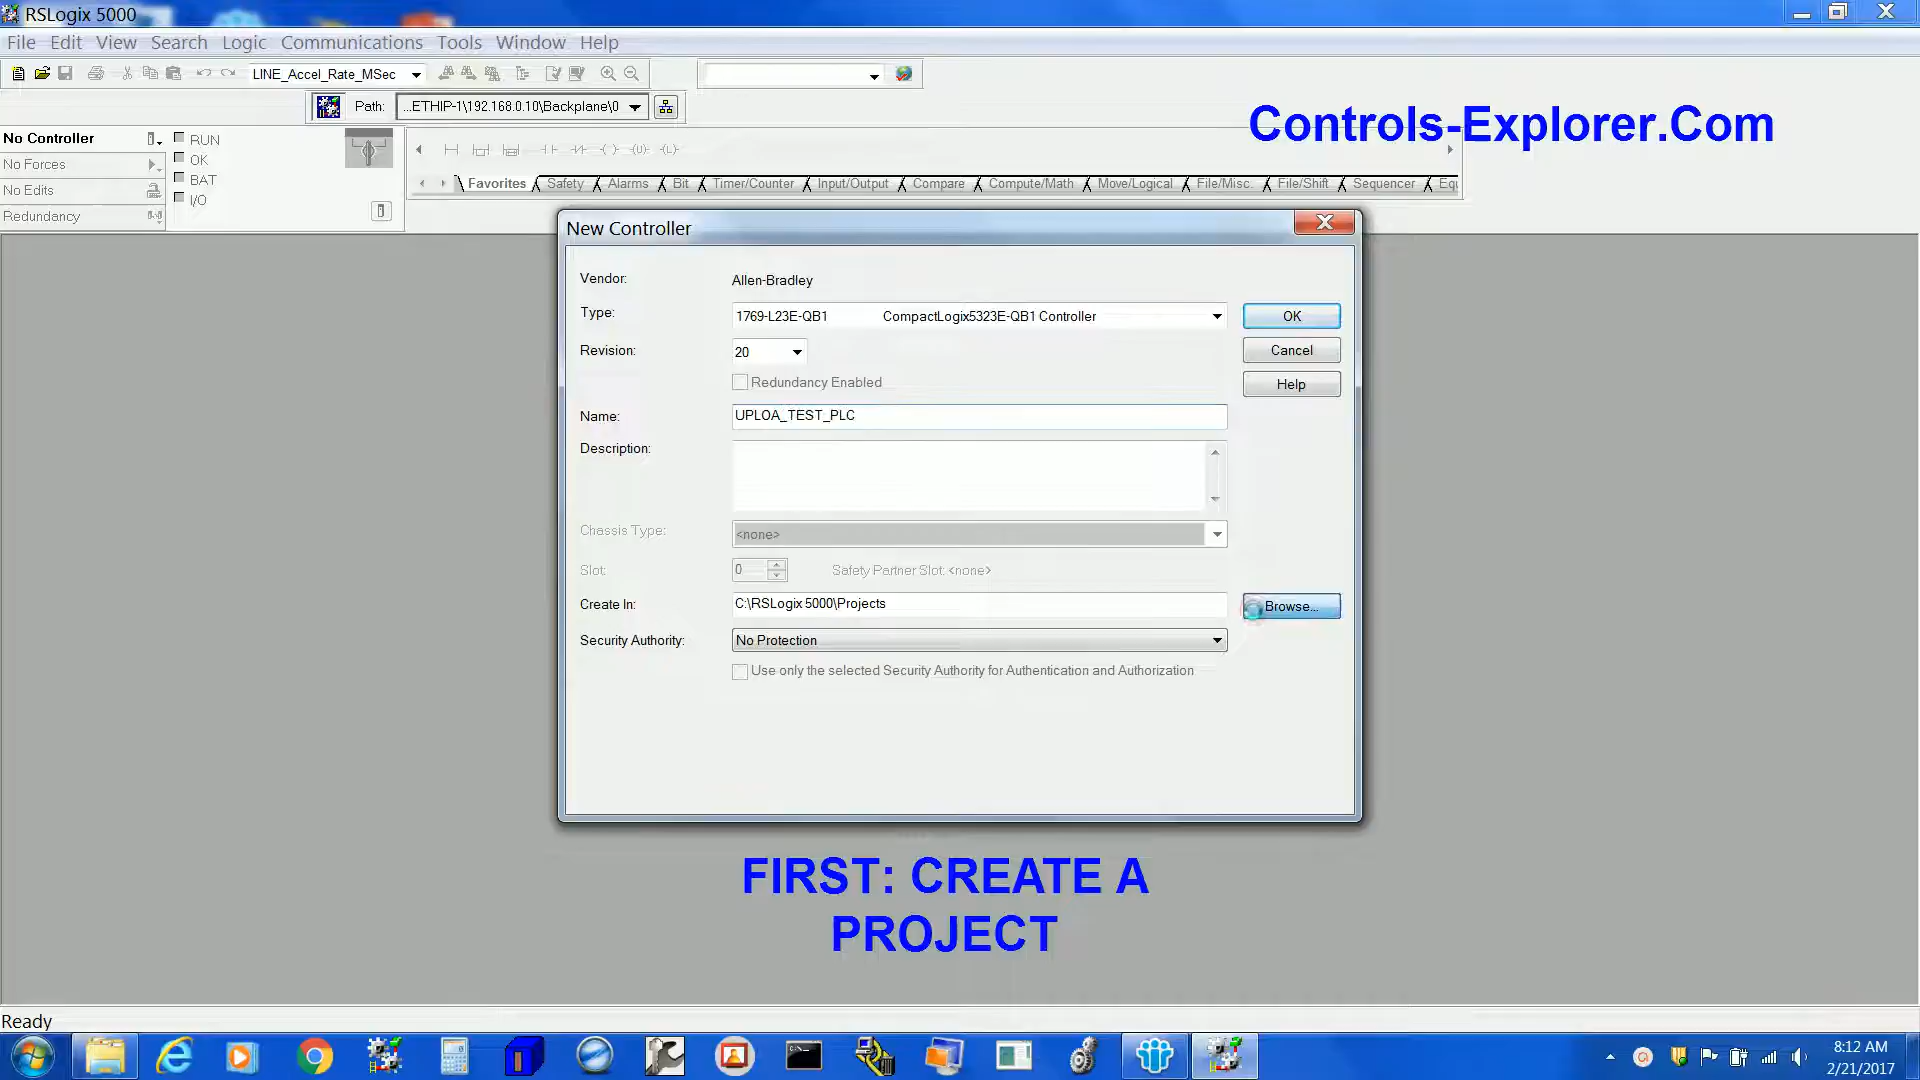 RSLogix 5000
File Edit View Search Logic Communications Tools Window Help
LINE_Accel_Rate_MSec
Path: ...ETHIP-1\192.168.0.10\Backplane\0
Controls-Explorer.Com
No Controller
RUN
No Forces
OK
No Edits
BAT
Redundancy
I/O
Favorites Safety Alarms Bit Timer/Counter Input/Output Compare Compute/Math Move/Logical File/Misc. File/Shift Sequencer Equ
New Controller
Vendor: Allen-Bradley
Type: 1769-L23E-QB1 CompactLogix5323E-QB1 Controller OK
Revision: 20 Cancel
Redundancy Enabled Help
Name: UPLOA_TEST_PLC
Description:
Chassis Type: <none>
Slot: 0 Safety Partner Slot: <none>
Create In: C:\RSLogix 5000\Projects Browse...
Security Authority: No Protection
Use only the selected Security Authority for Authentication and Authorization
FIRST: CREATE A
PROJECT
Ready
8:12 AM
2/21/2017